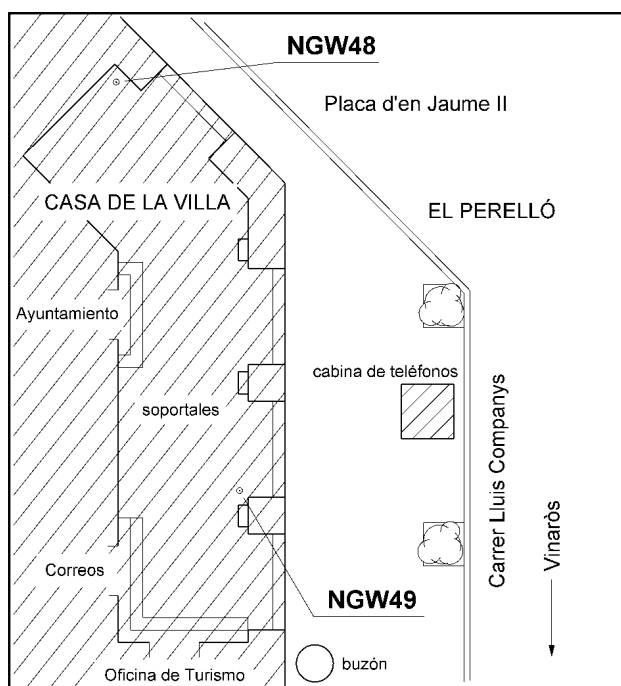 NGW48
Placa d'en Jaume II
CASA DE LA VILLA
EL PERELLÓ
Ayuntamiento
cabina de teléfonos
soportales
Carrer Lluis Companys
Vinaròs
Correos
NGW49
Oficina de Turismo
buzón